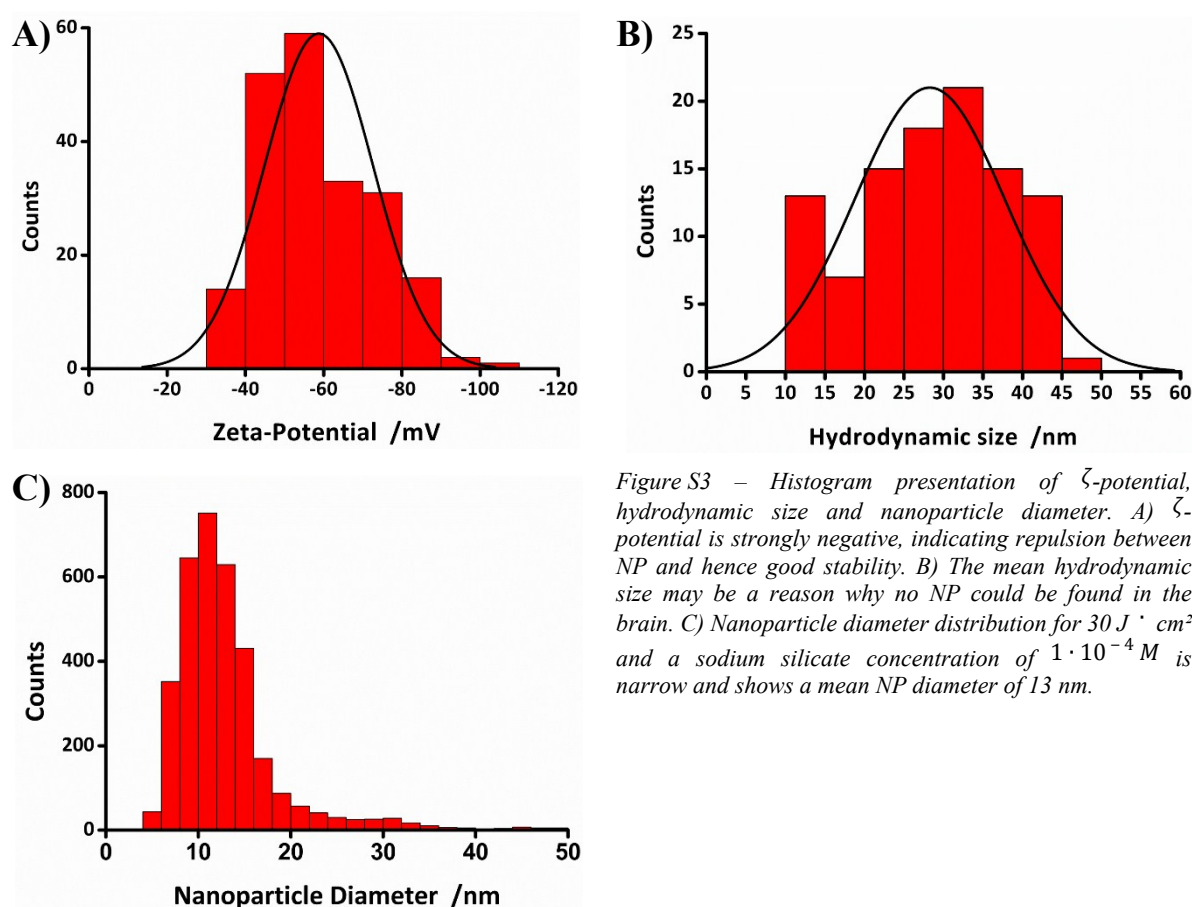 A)
60
40
20
0
Counts
0 -20 -40 -60 -80 -100 -120
Zeta-Potential /mV
B)
25
20
15
10
5
0
Counts
0 5 10 15 20 25 30 35 40 45 50 55 60
Hydrodynamic size /nm
C)
800
600
400
200
0
Counts
0 10 20 30 40 50
Nanoparticle Diameter /nm
Figure S3 – Histogram presentation of ζ-potential,
hydrodynamic size and nanoparticle diameter. A) ζ-
potential is strongly negative, indicating repulsion between
NP and hence good stability. B) The mean hydrodynamic
size may be a reason why no NP could be found in the
brain. C) Nanoparticle diameter distribution for 30 J · cm²
and a sodium silicate concentration of 1 · 10⁻⁴ M is
narrow and shows a mean NP diameter of 13 nm.